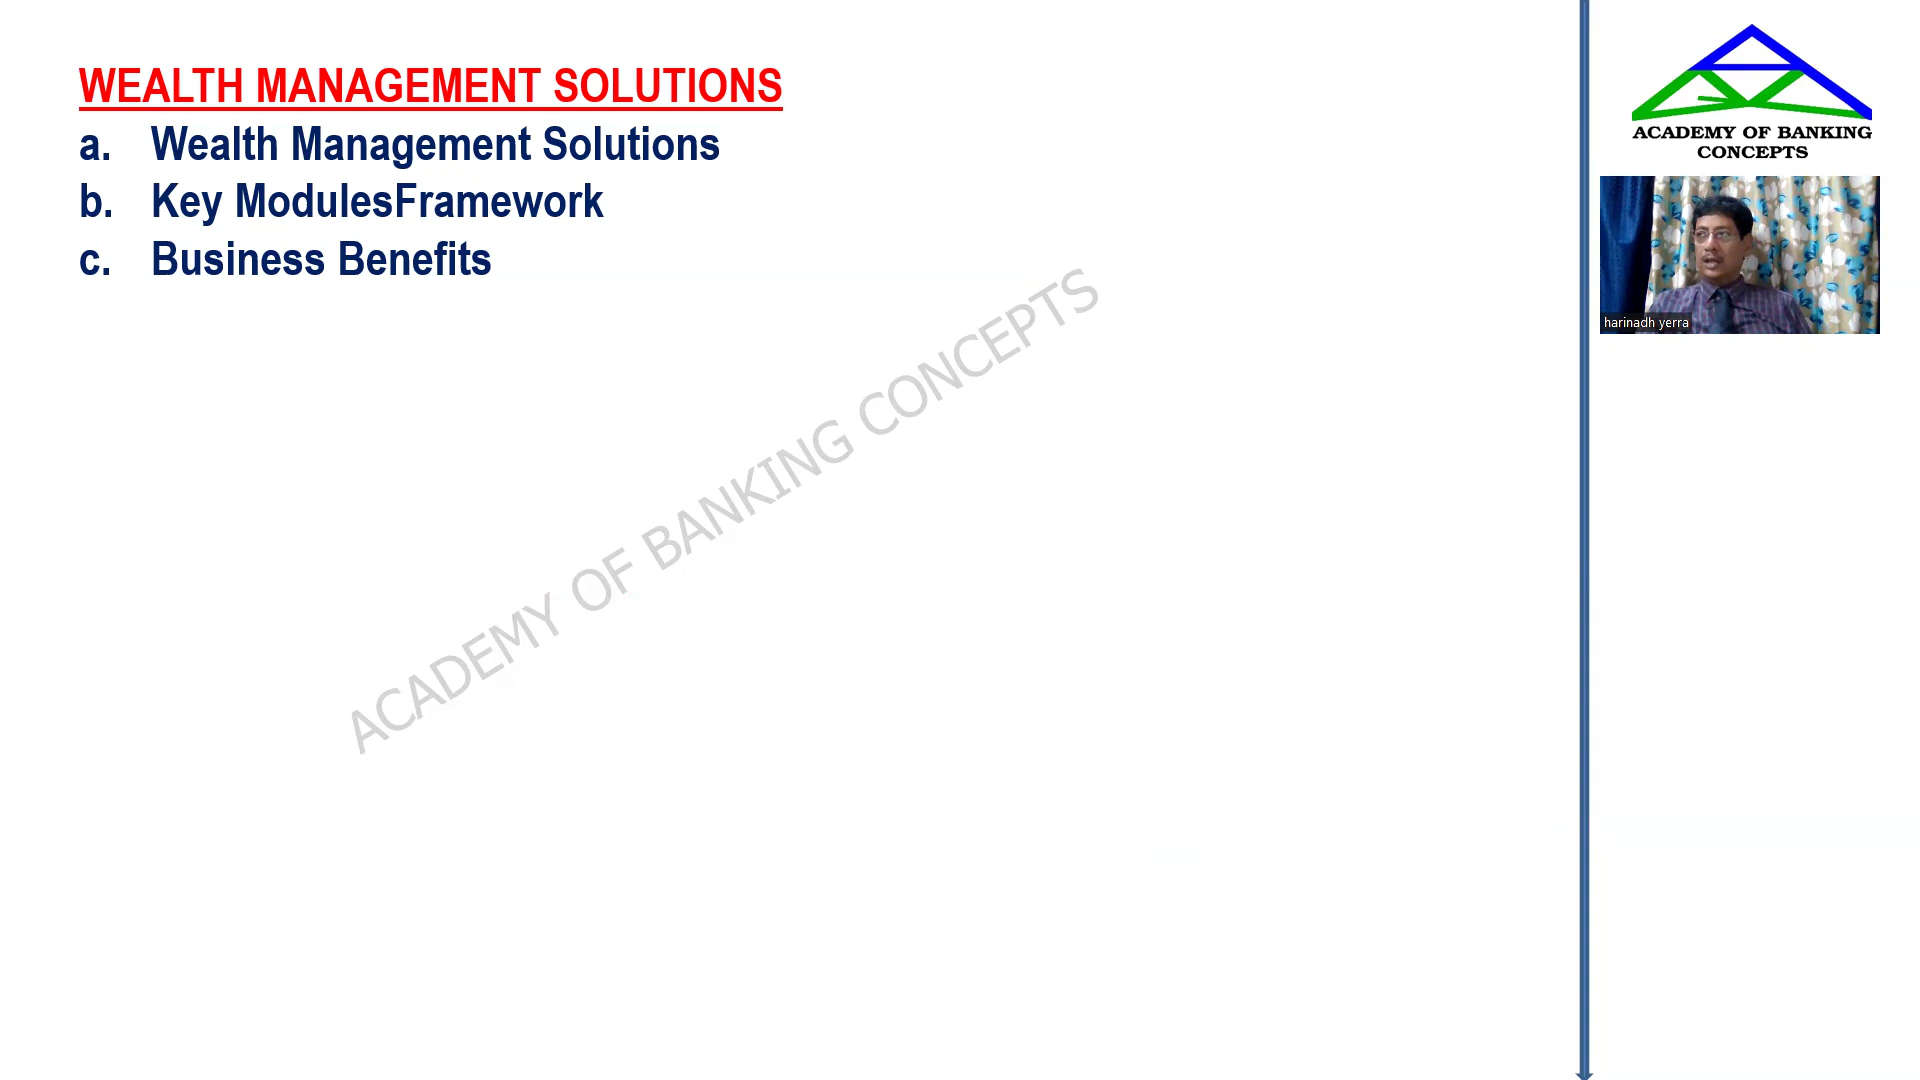 WEALTH MANAGEMENT SOLUTIONS
a. Wealth Management Solutions
b. Key ModulesFramework
c. Business Benefits
ACADEMY OF BANKING CONCEPTS
ACADEMY OF BANKING
CONCEPTS
harinadh yerra